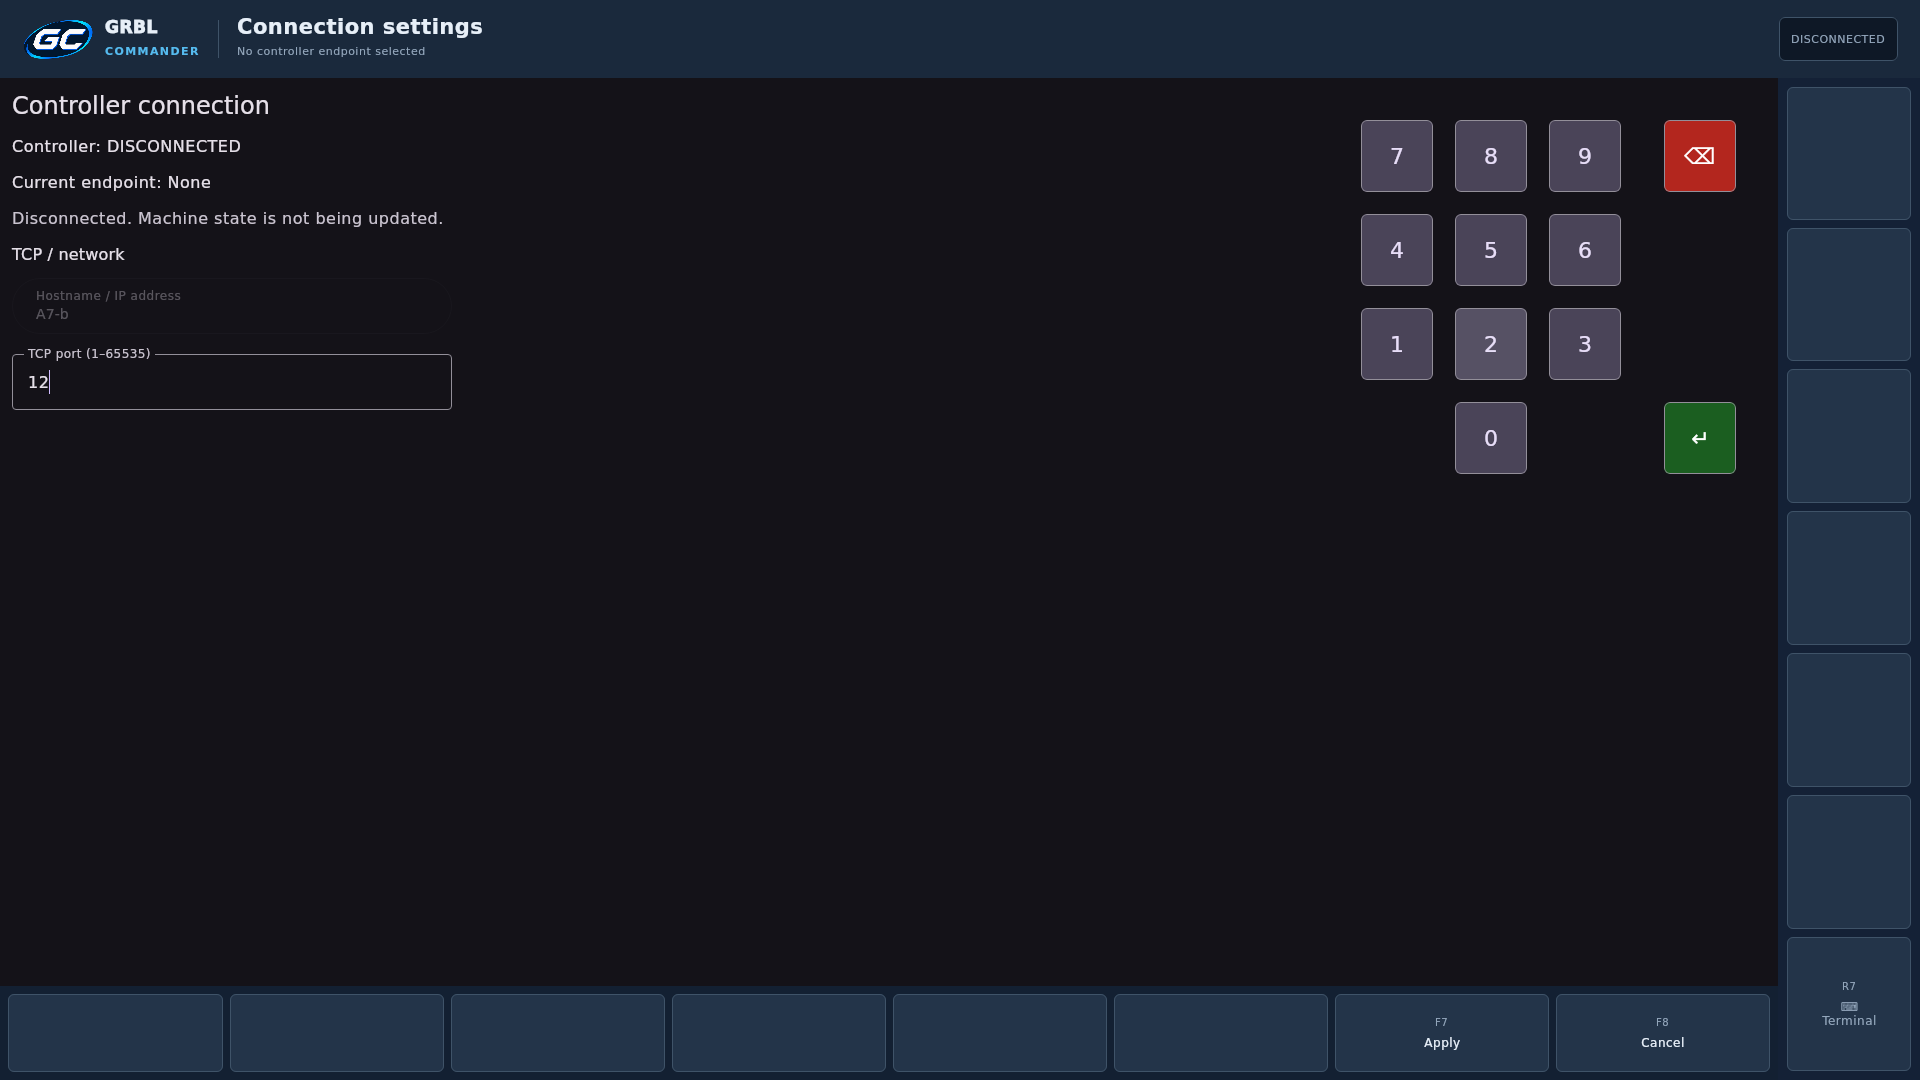 GC
GRBL
COMMANDER
Connection settings
No controller endpoint selected
DISCONNECTED
Controller connection
Controller: DISCONNECTED
Current endpoint: None
Disconnected. Machine state is not being updated.
TCP / network
Hostname / IP address
A7-b
TCP port (1–65535)
12
7 8 9 ⌫
4 5 6
1 2 3
0 ↵
R7
⌨
Terminal
F7
Apply
F8
Cancel